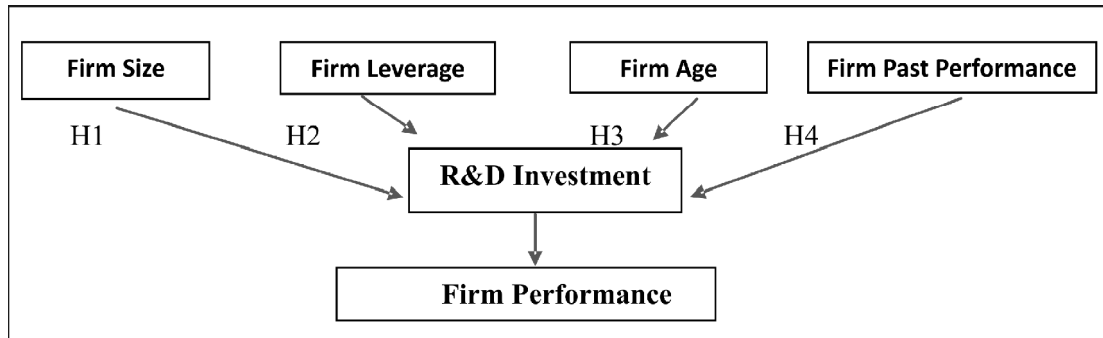 Firm Size
Firm Leverage
Firm Age
Firm Past Performance
H1
H2
H3
H4
R&D Investment
Firm Performance